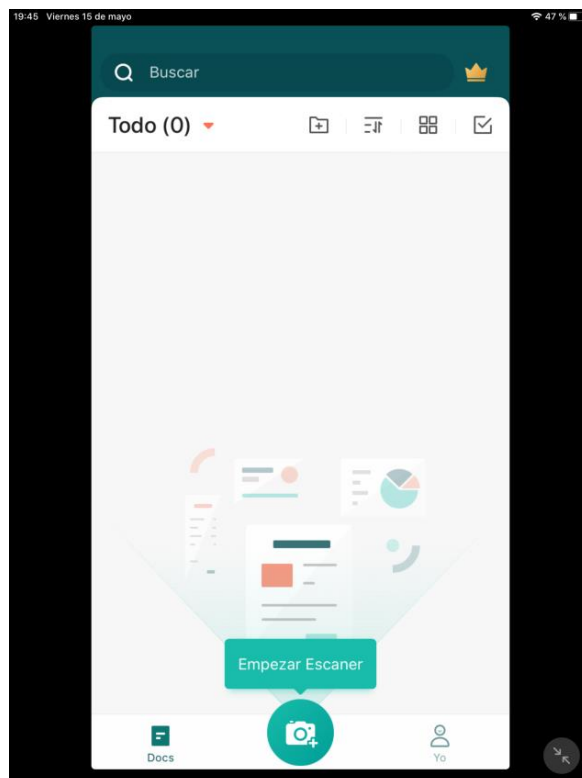 19:45 Viernes 15 de mayo
47 %
Buscar
Todo (0)
Empezar Escaner
Docs
Yo